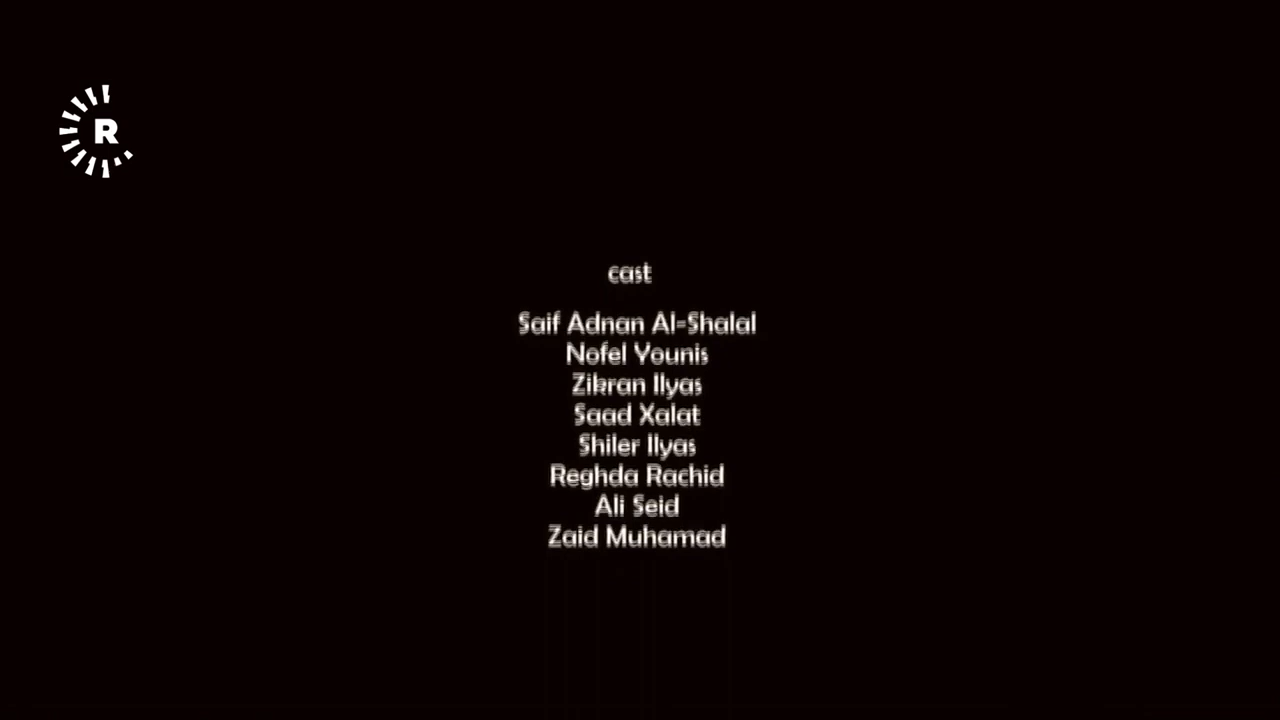 R
cast
Saif Adnan Al-Shalal
Nofel Younis
Zikran Ilyas
Saad Xalat
Shiler Ilyas
Reghda Rachid
Ali Seid
Zaid Muhamad